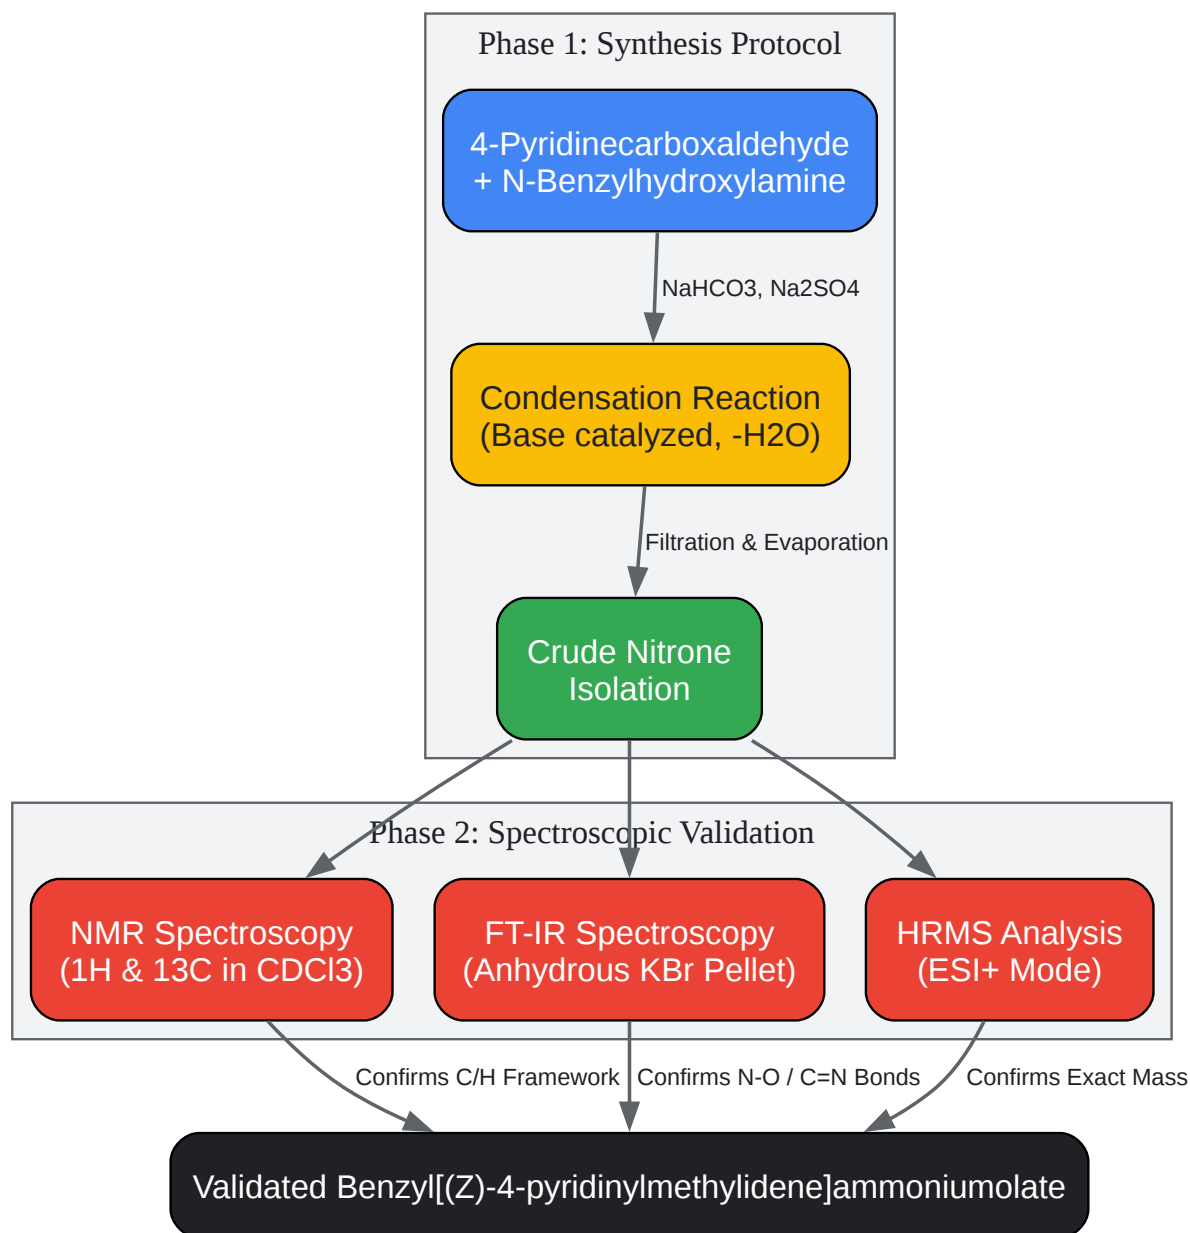 Phase 1: Synthesis Protocol
4-Pyridinecarboxaldehyde
+ N-Benzylhydroxylamine
NaHCO3, Na2SO4
Condensation Reaction
(Base catalyzed, -H2O)
Filtration & Evaporation
Crude Nitrone
Isolation
Phase 2: Spectroscopic Validation
NMR Spectroscopy
(1H & 13C in CDCl3)
FT-IR Spectroscopy
(Anhydrous KBr Pellet)
HRMS Analysis
(ESI+ Mode)
Confirms C/H Framework
Confirms N-O / C=N Bonds
Confirms Exact Mass
Validated Benzyl[(Z)-4-pyridinylmethylidene]ammoniumolate